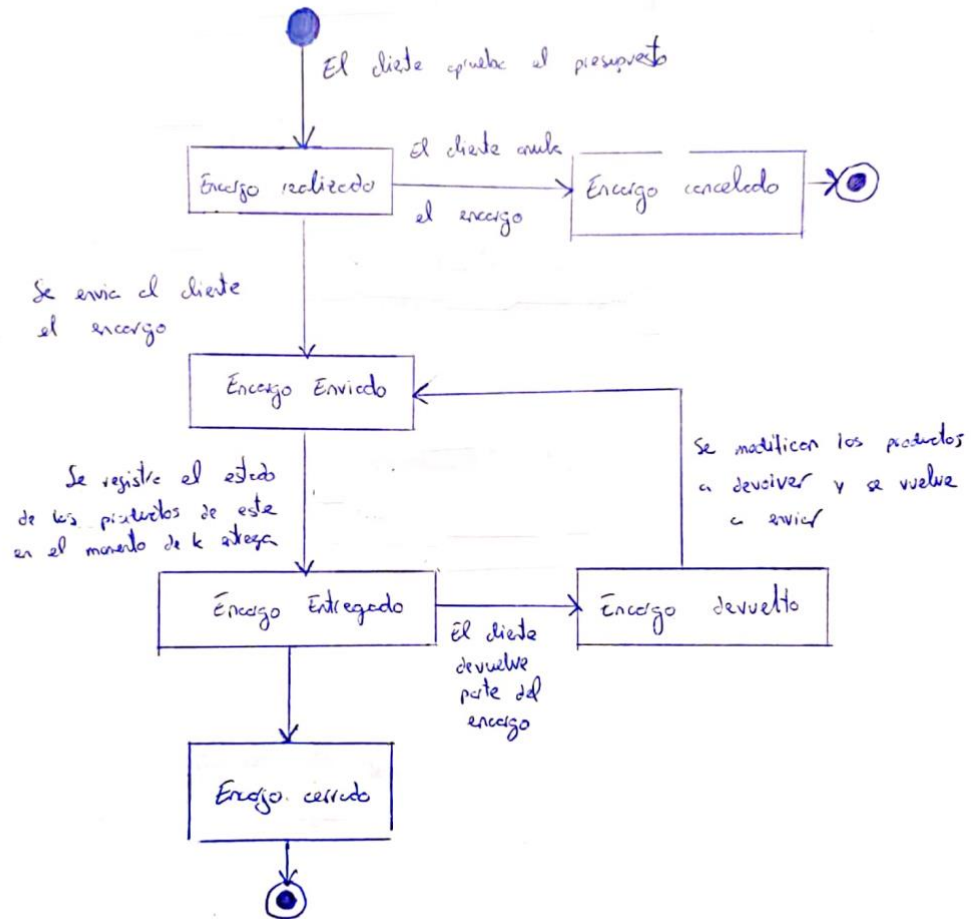 El cliente aprueba el presupuesto
El cliente anula
el encargo
Encargo realizado
Encargo cancelado
Se envia al cliente
el encargo
Encargo Enviado
Se registra el estado
de los productos de este
en el momento de la entrega
Se modifican los productos
a devolver y se vuelve
a enviar
Encargo Entregado
Encargo devuelto
El cliente
devuelve
parte del
encargo
Encargo cerrado